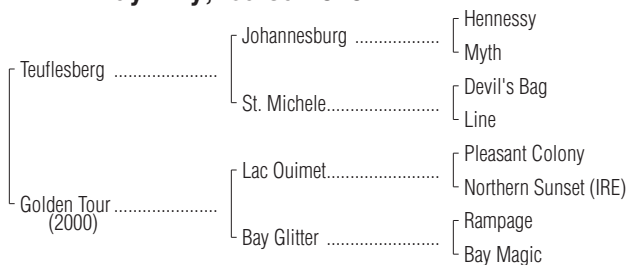 Hennessy
Johannesburg ...................
Myth
Teuflesberg .......................
Devil's Bag
St. Michele.........................
Line
Pleasant Colony
Lac Ouimet.........................
Northern Sunset (IRE)
Golden Tour .......................
(2000)
Rampage
Bay Glitter .........................
Bay Magic